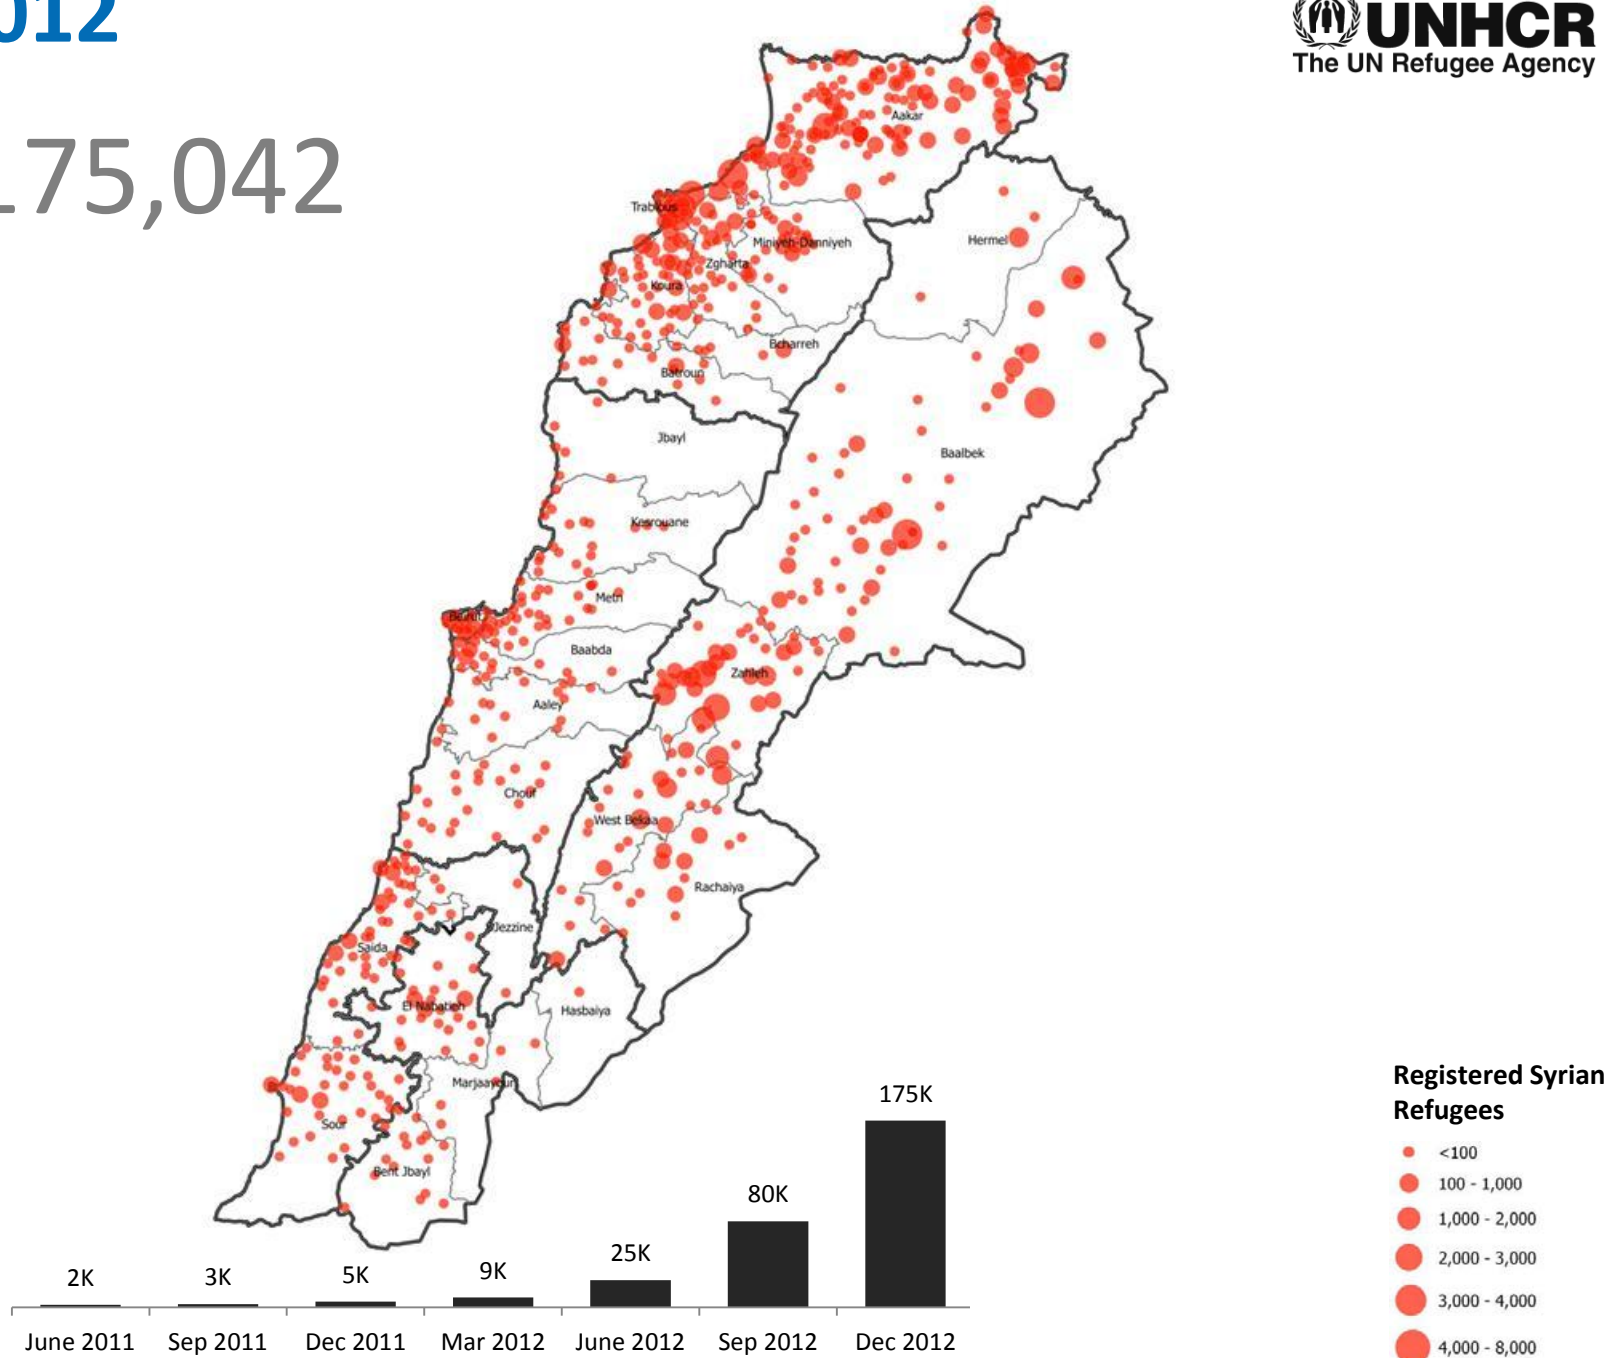 012
175,042
UNHCR
The UN Refugee Agency
Aakar
Trablous
Hermel
Miniyeh-Danniyeh
Zgharta
Koura
Bcharreh
Batroun
Jbayl
Baalbek
Kesrouane
Metn
Beirut
Baabda
Zahleh
Aaley
Chouf
West Bekaa
Rachaiya
Jezzine
Saida
El Nabatieh
Hasbaiya
Marjaayoun
Sour
Bent Jbayl
Registered Syrian
Refugees
<100
100 - 1,000
1,000 - 2,000
2,000 - 3,000
3,000 - 4,000
4,000 - 8,000
2K 3K 5K 9K 25K 80K 175K
June 2011 Sep 2011 Dec 2011 Mar 2012 June 2012 Sep 2012 Dec 2012